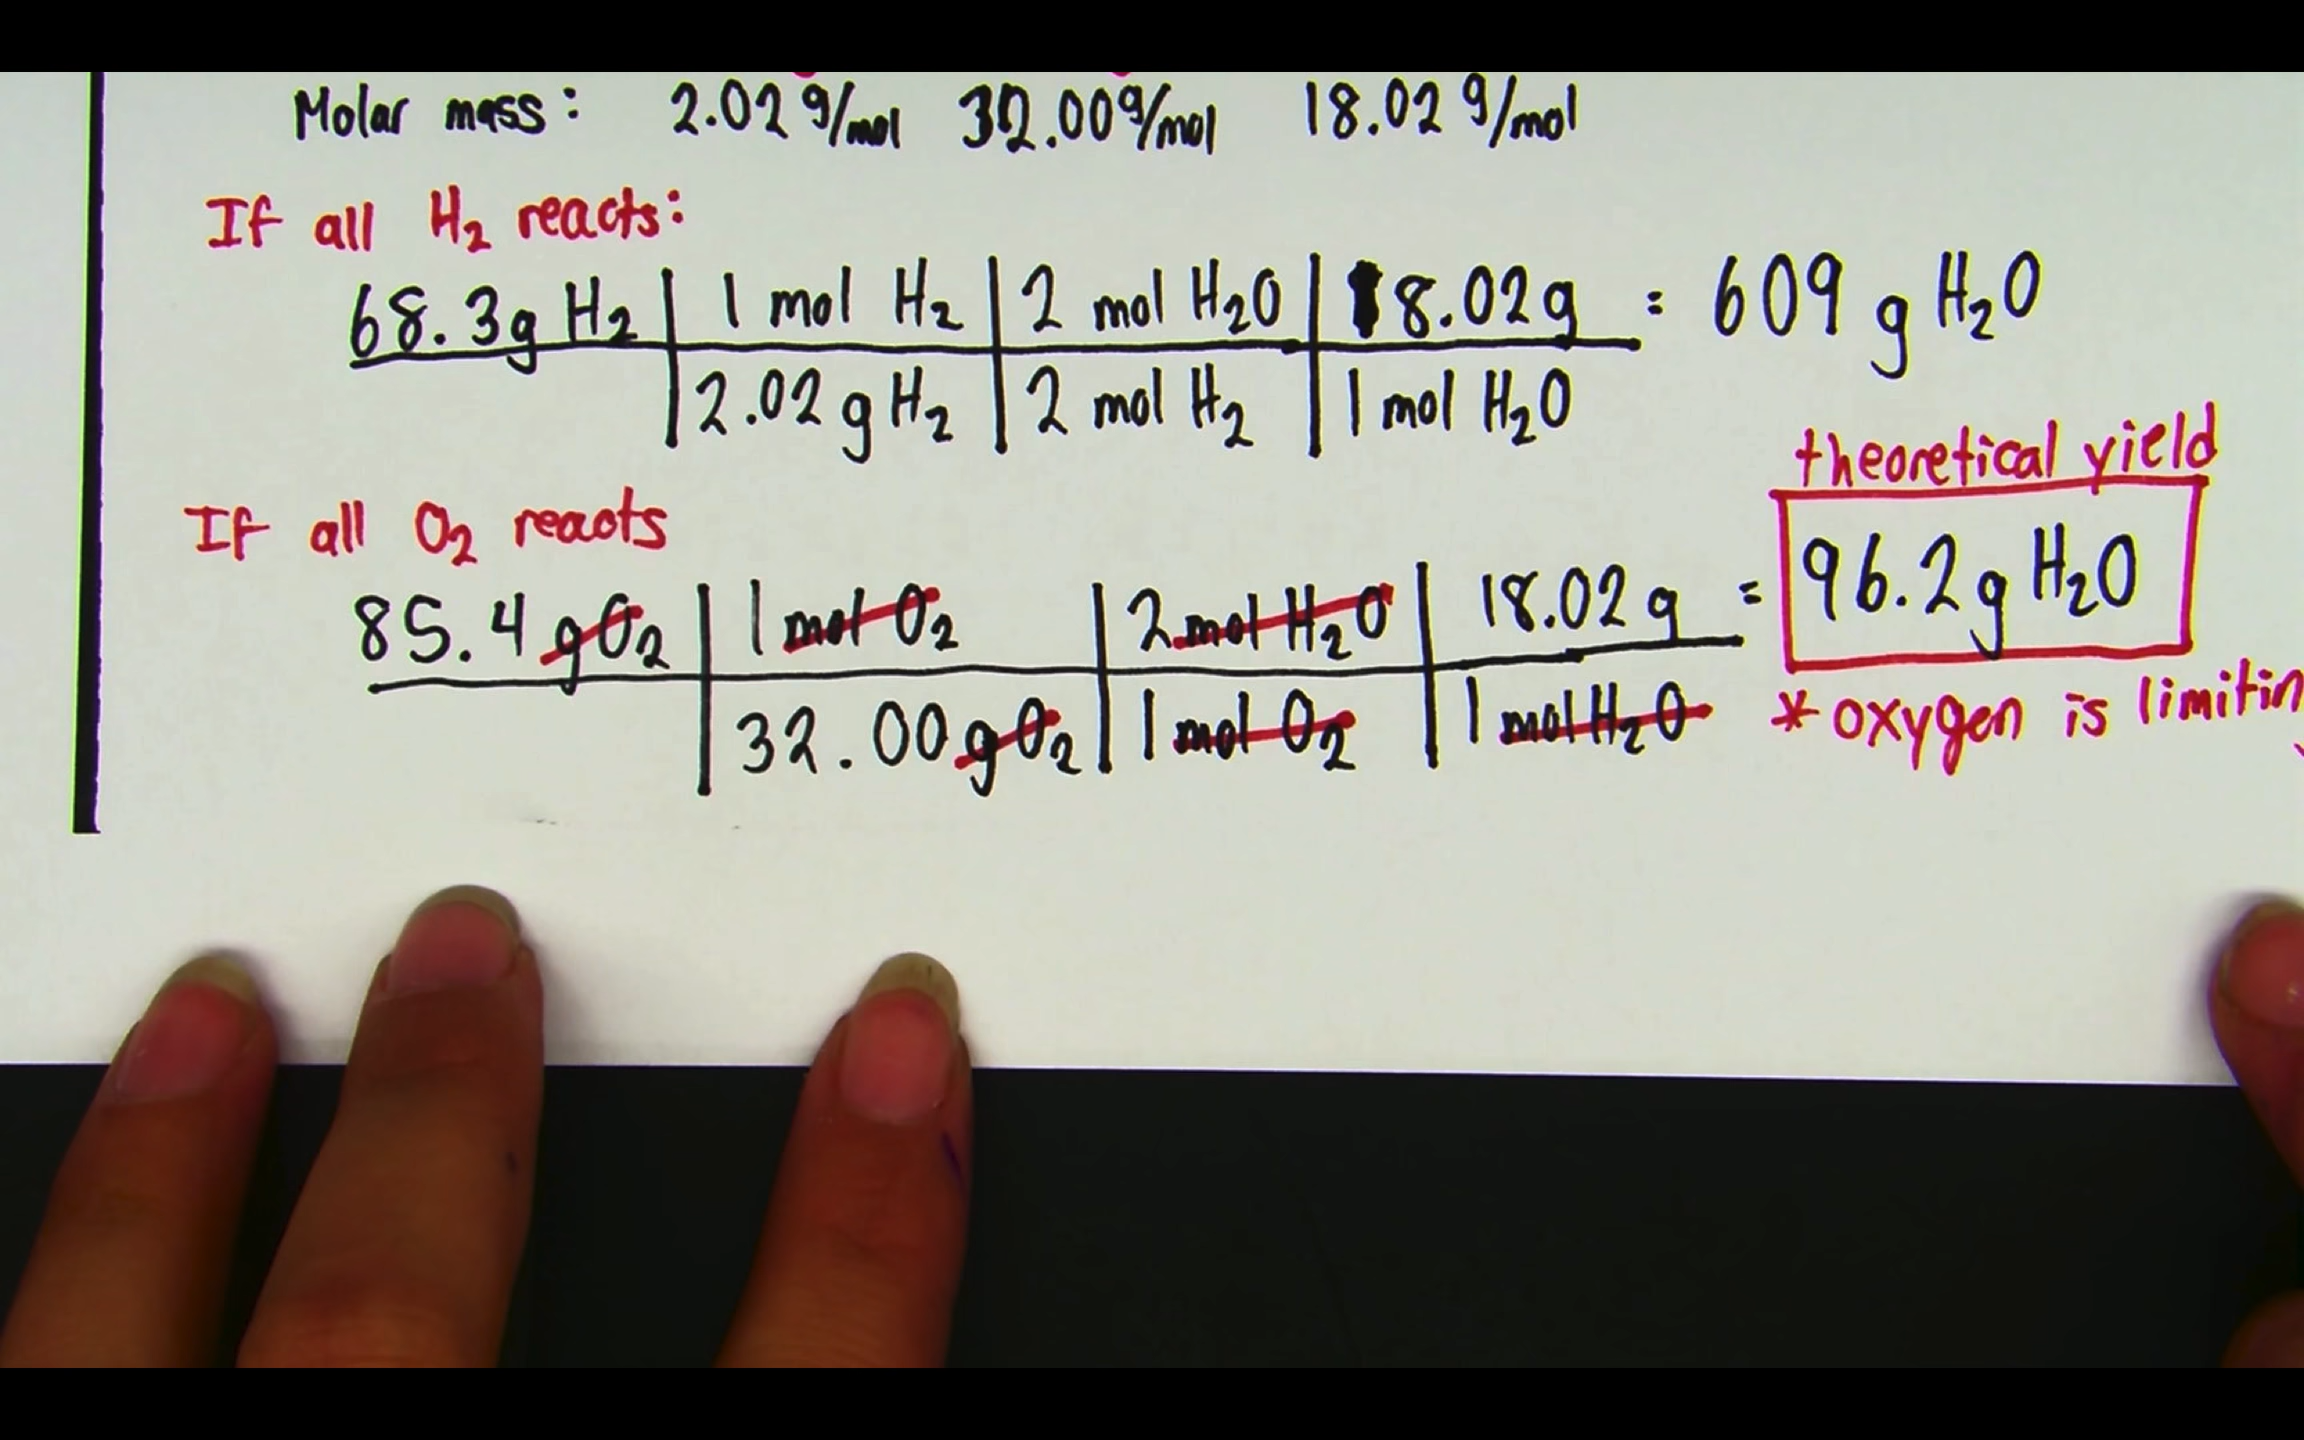 Molar mass: 2.02 g/mol 32.00 g/mol 18.02 g/mol
If all H₂ reacts:
68.3g H₂ | 1 mol H₂ | 2 mol H₂O | 18.02g = 609 g H₂O
2.02 g H₂ | 2 mol H₂ | 1 mol H₂O
theoretical yield
If all O₂ reacts
85.4 g O₂ | 1 mol O₂ | 2 mol H₂O | 18.02 g = 96.2 g H₂O
32.00 g O₂ | 1 mol O₂ | 1 mol H₂O
* oxygen is limitin